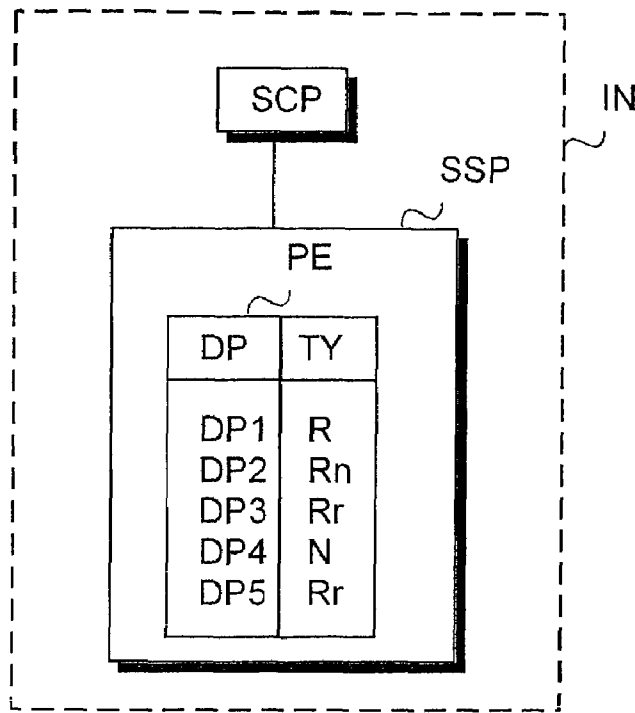 SCP
IN
SSP
PE
DP TY
DP1 R
DP2 Rn
DP3 Rr
DP4 N
DP5 Rr